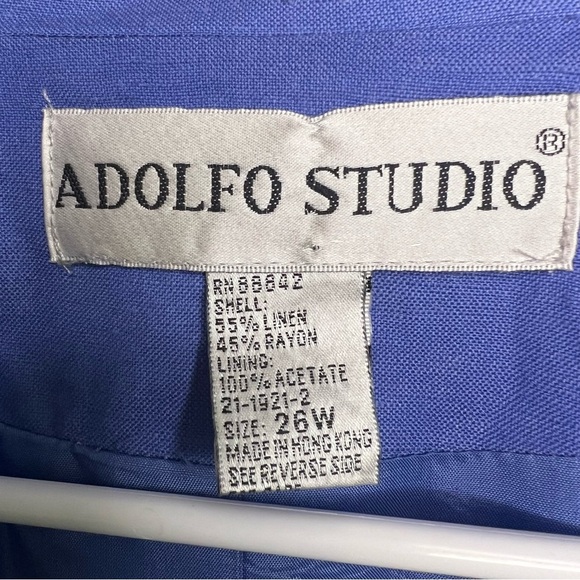 ADOLFO STUDIO®
RN 88842
SHELL:
55% LINEN
45% RAYON
LINING:
100% ACETATE
21-1921-2
SIZE: 26W
MADE IN HONG KONG
SEE REVERSE SIDE